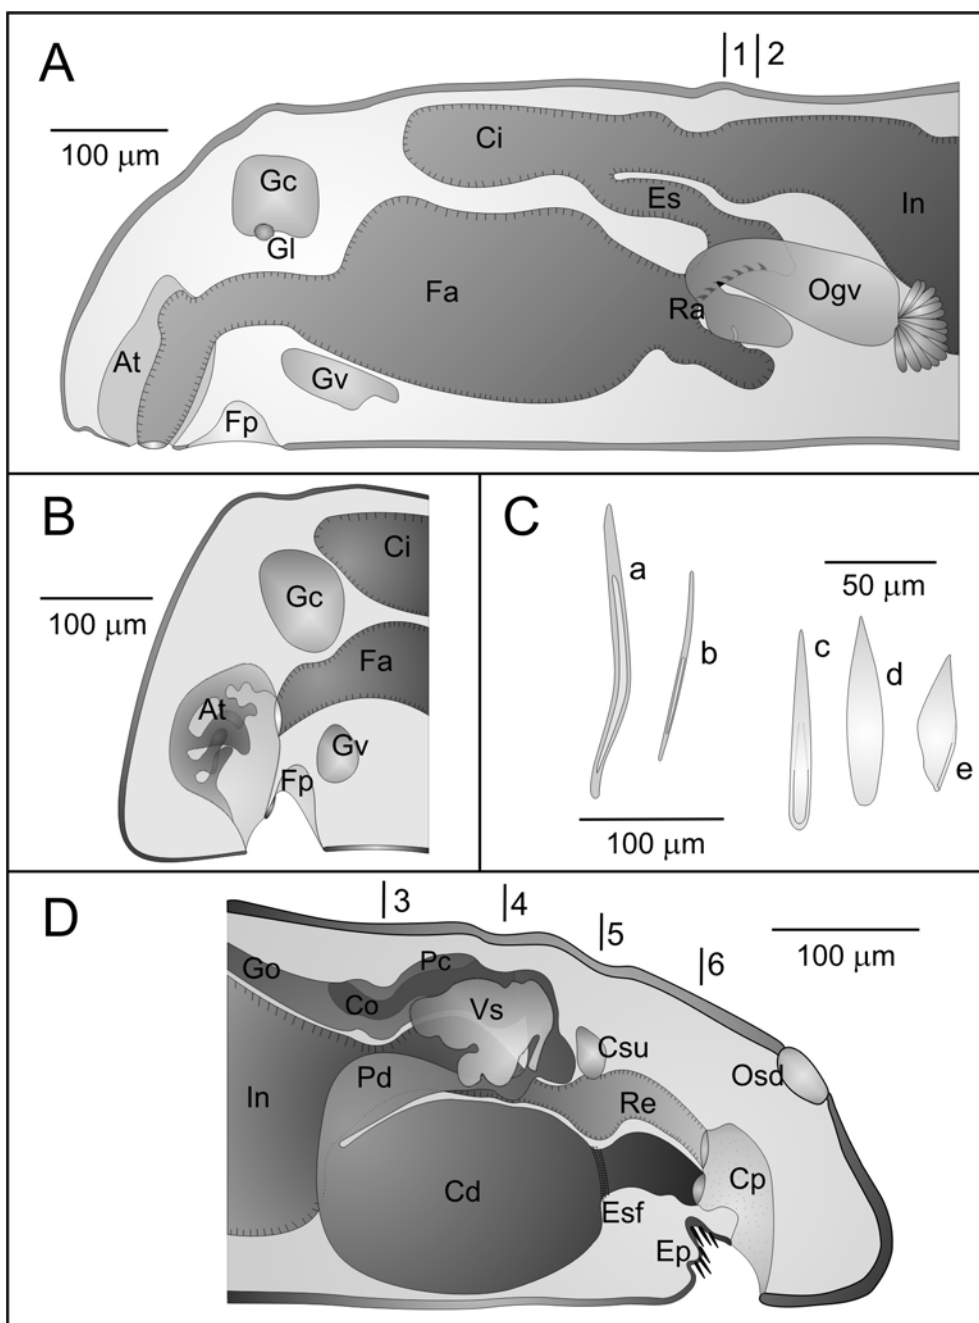 A
1 2
100 μm
Ci
Gc
Es
In
Gl
Fa
Ogv
Ra
At
Gv
Fp
B
Ci
100 μm
Gc
Fa
At
Gv
Fp
C
a
50 μm
b
c
d
e
100 μm
D
3
4
5
100 μm
6
Go
Pc
Co
Vs
Csu
Osd
Pd
In
Re
Cp
Cd
Esf
Ep